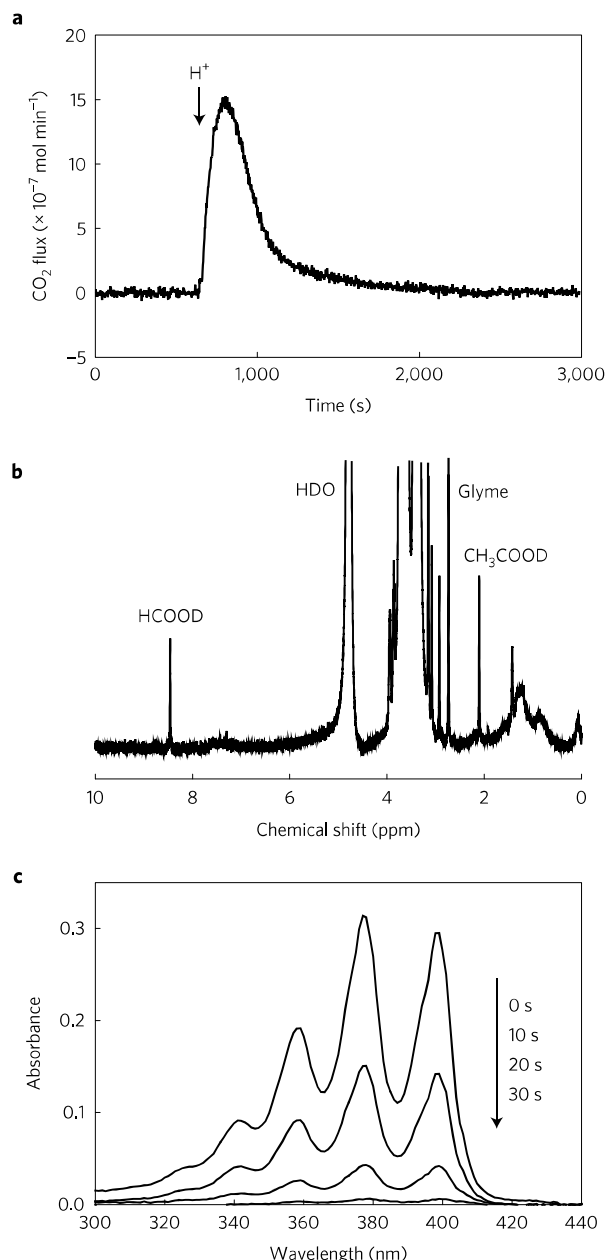 a
20
15
10
5
0
−5
H⁺
CO₂ flux (× 10⁻⁷ mol min⁻¹)
0 1,000 2,000 3,000
Time (s)
b
HDO
Glyme
CH₃COOD
HCOOD
10 8 6 4 2 0
Chemical shift (ppm)
c
0.3
0.2
0.1
0.0
Absorbance
0 s
10 s
20 s
30 s
300 320 340 360 380 400 420 440
Wavelength (nm)